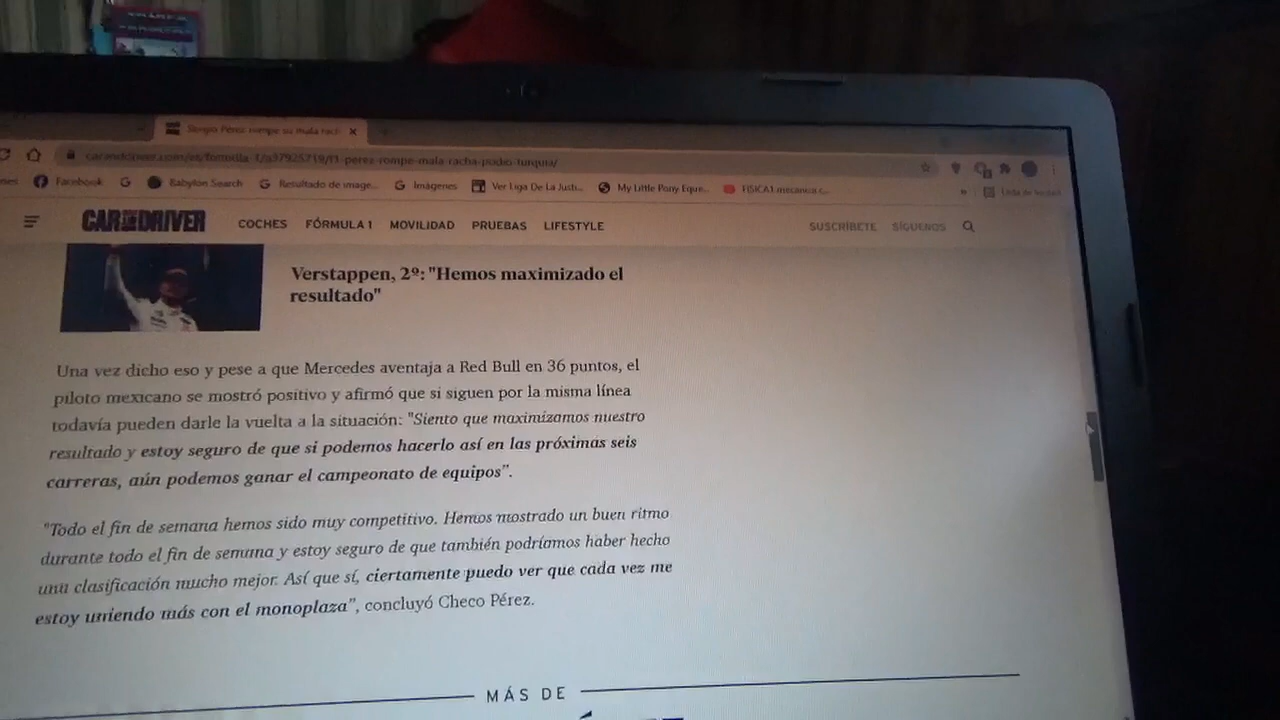 Sergio Pérez rompe su mala rach
caranddriver.com/es/formula-1/a37925719/f1-perez-rompe-mala-racha-podio-turquia/
Facebook G Babylon Search Resultado de image... Imágenes Ver Liga De La Justi... My Little Pony Eque... FISICA1 mecanica c...
CAR AND DRIVER COCHES FÓRMULA 1 MOVILIDAD PRUEBAS LIFESTYLE SUSCRÍBETE SÍGUENOS
Verstappen, 2º: "Hemos maximizado el
resultado"
Una vez dicho eso y pese a que Mercedes aventaja a Red Bull en 36 puntos, el
piloto mexicano se mostró positivo y afirmó que si siguen por la misma línea
todavía pueden darle la vuelta a la situación: "Siento que maximizamos nuestro
resultado y estoy seguro de que si podemos hacerlo así en las próximas seis
carreras, aún podemos ganar el campeonato de equipos".
"Todo el fin de semana hemos sido muy competitivo. Hemos mostrado un buen ritmo
durante todo el fin de semana y estoy seguro de que también podríamos haber hecho
una clasificación mucho mejor. Así que sí, ciertamente puedo ver que cada vez me
estoy uniendo más con el monoplaza", concluyó Checo Pérez.
MÁS DE